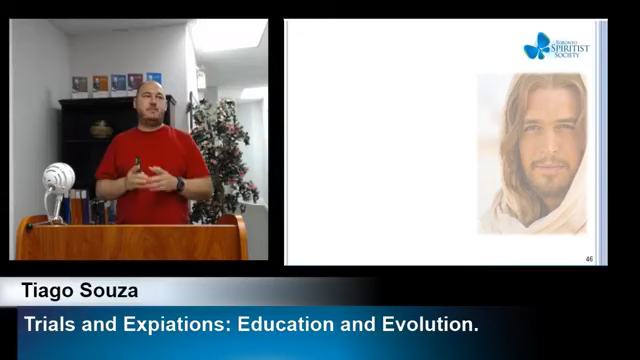 TORONTO
SPIRITIST
SOCIETY
46
Tiago Souza
Trials and Expiations: Education and Evolution.